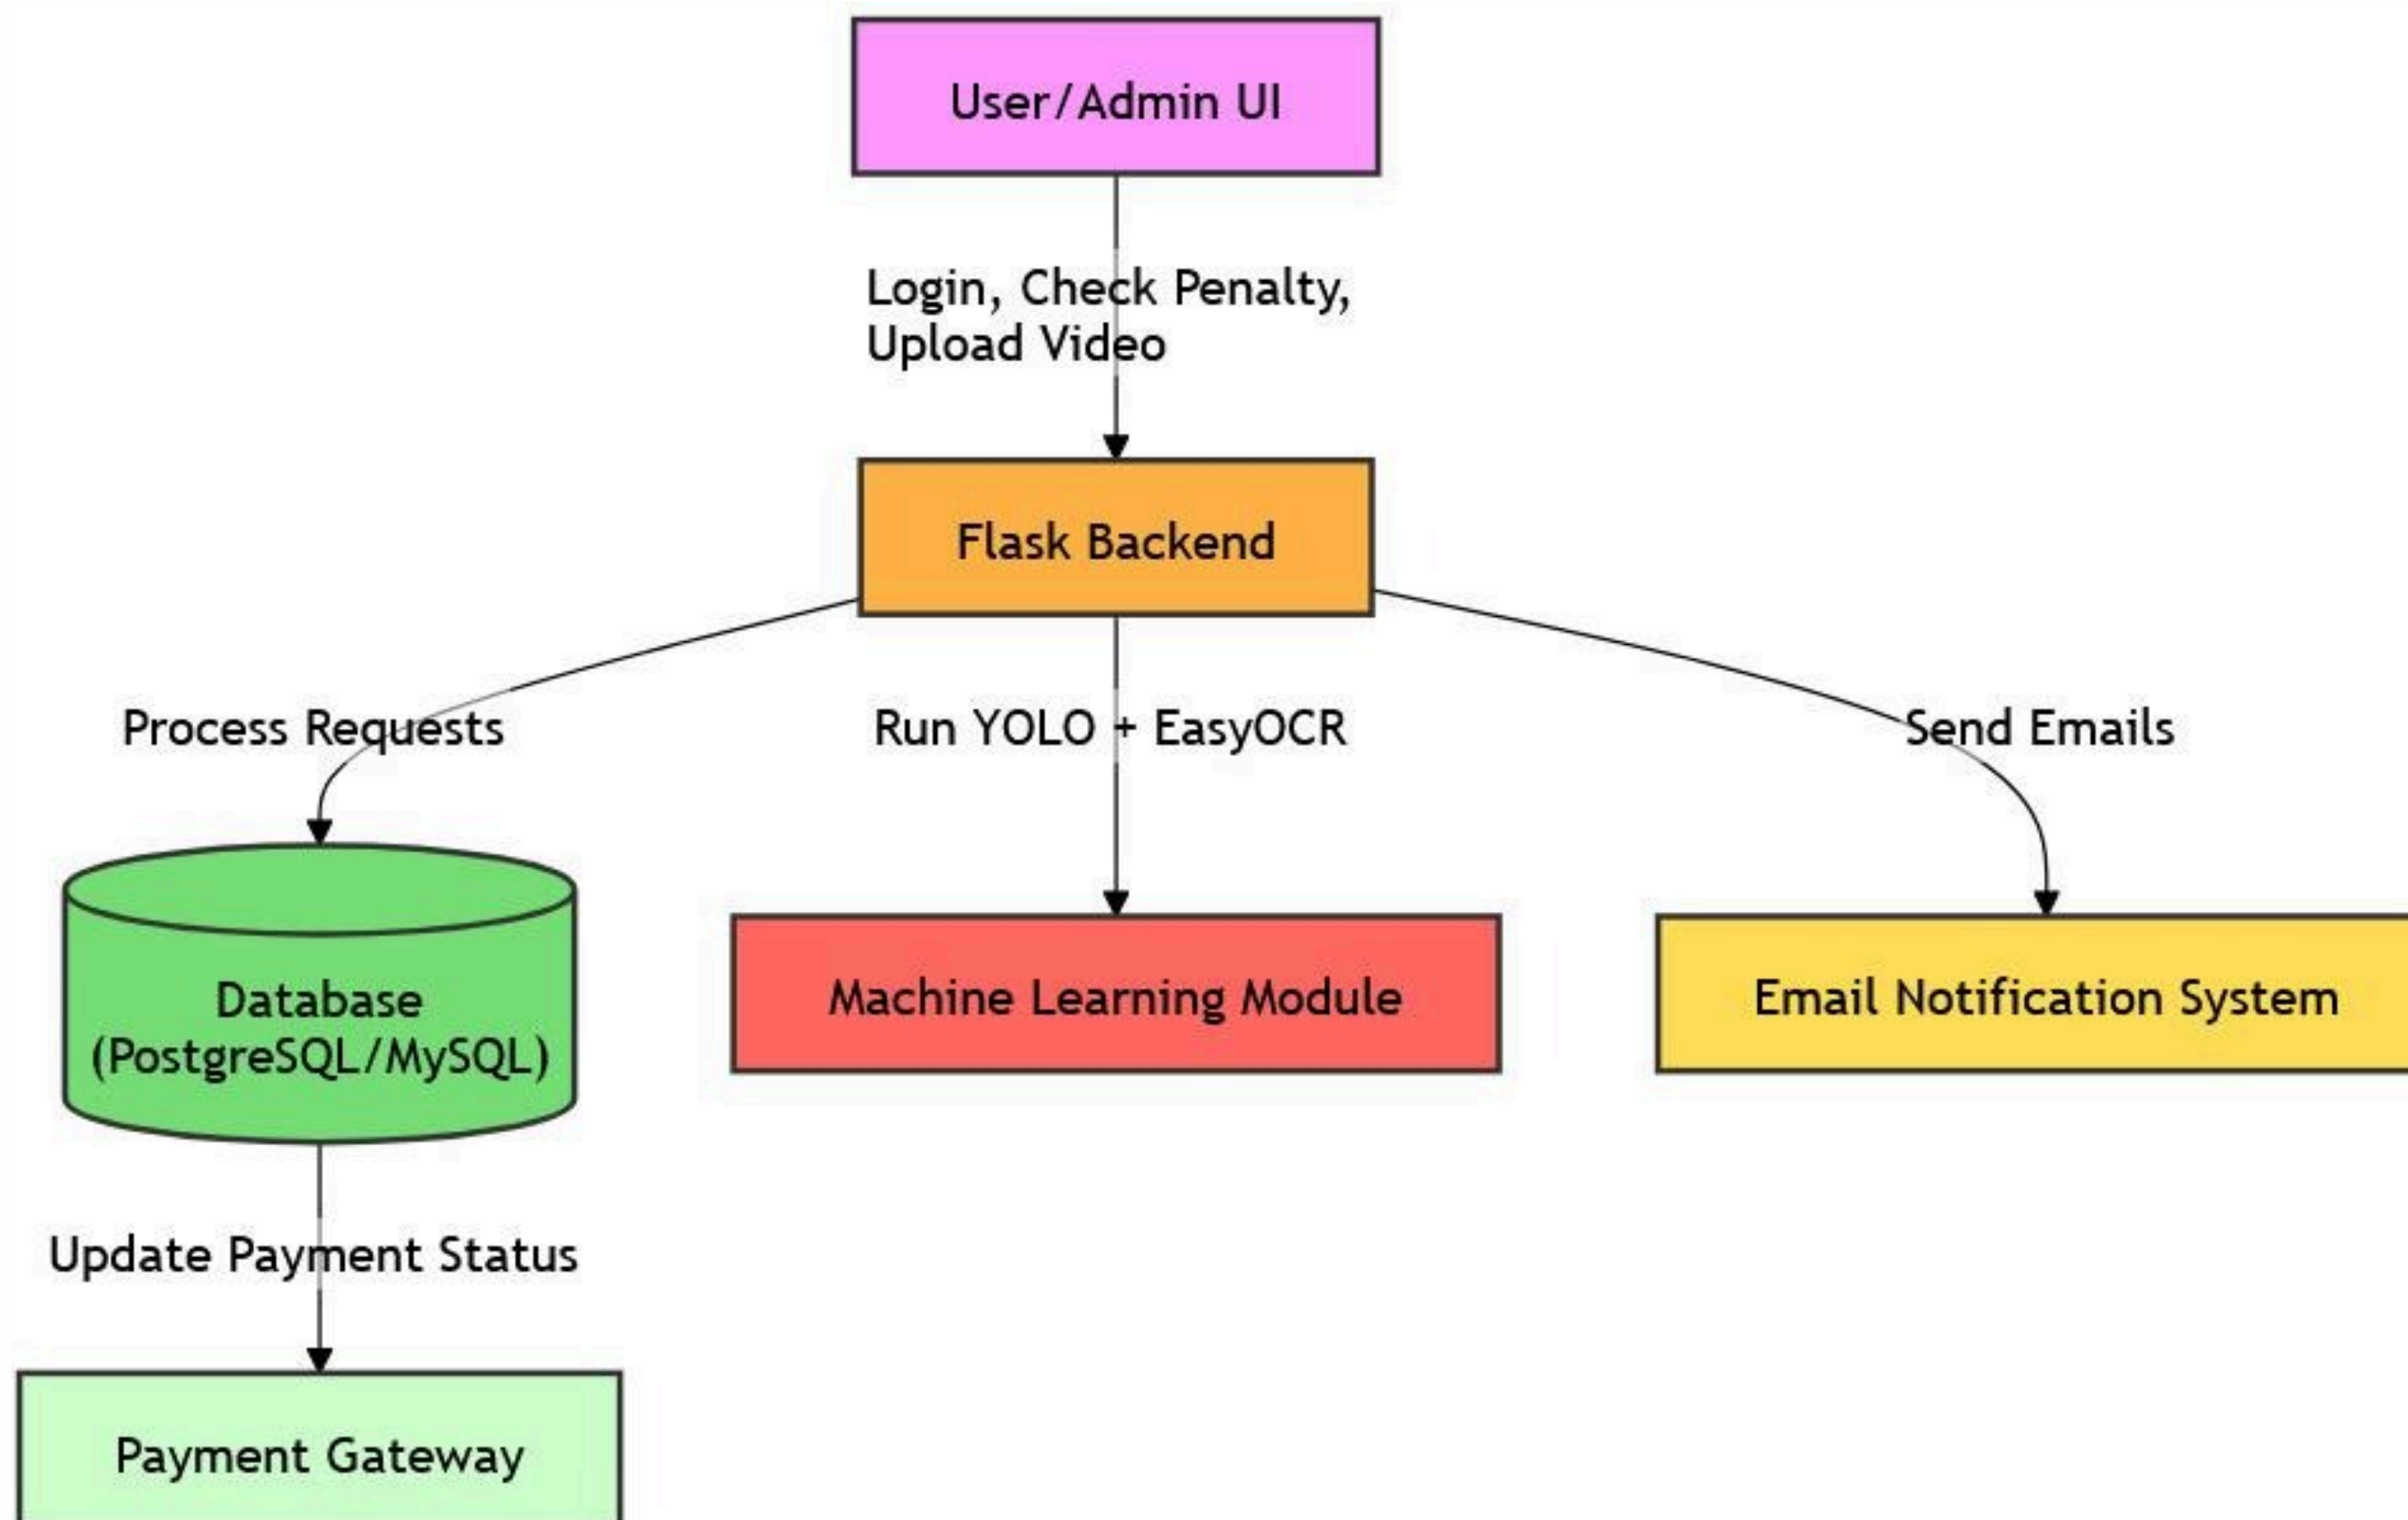 User/Admin UI
Login, Check Penalty,
Upload Video
Flask Backend
Process Requests
Run YOLO + EasyOCR
Send Emails
Database
(PostgreSQL/MySQL)
Machine Learning Module
Email Notification System
Update Payment Status
Payment Gateway